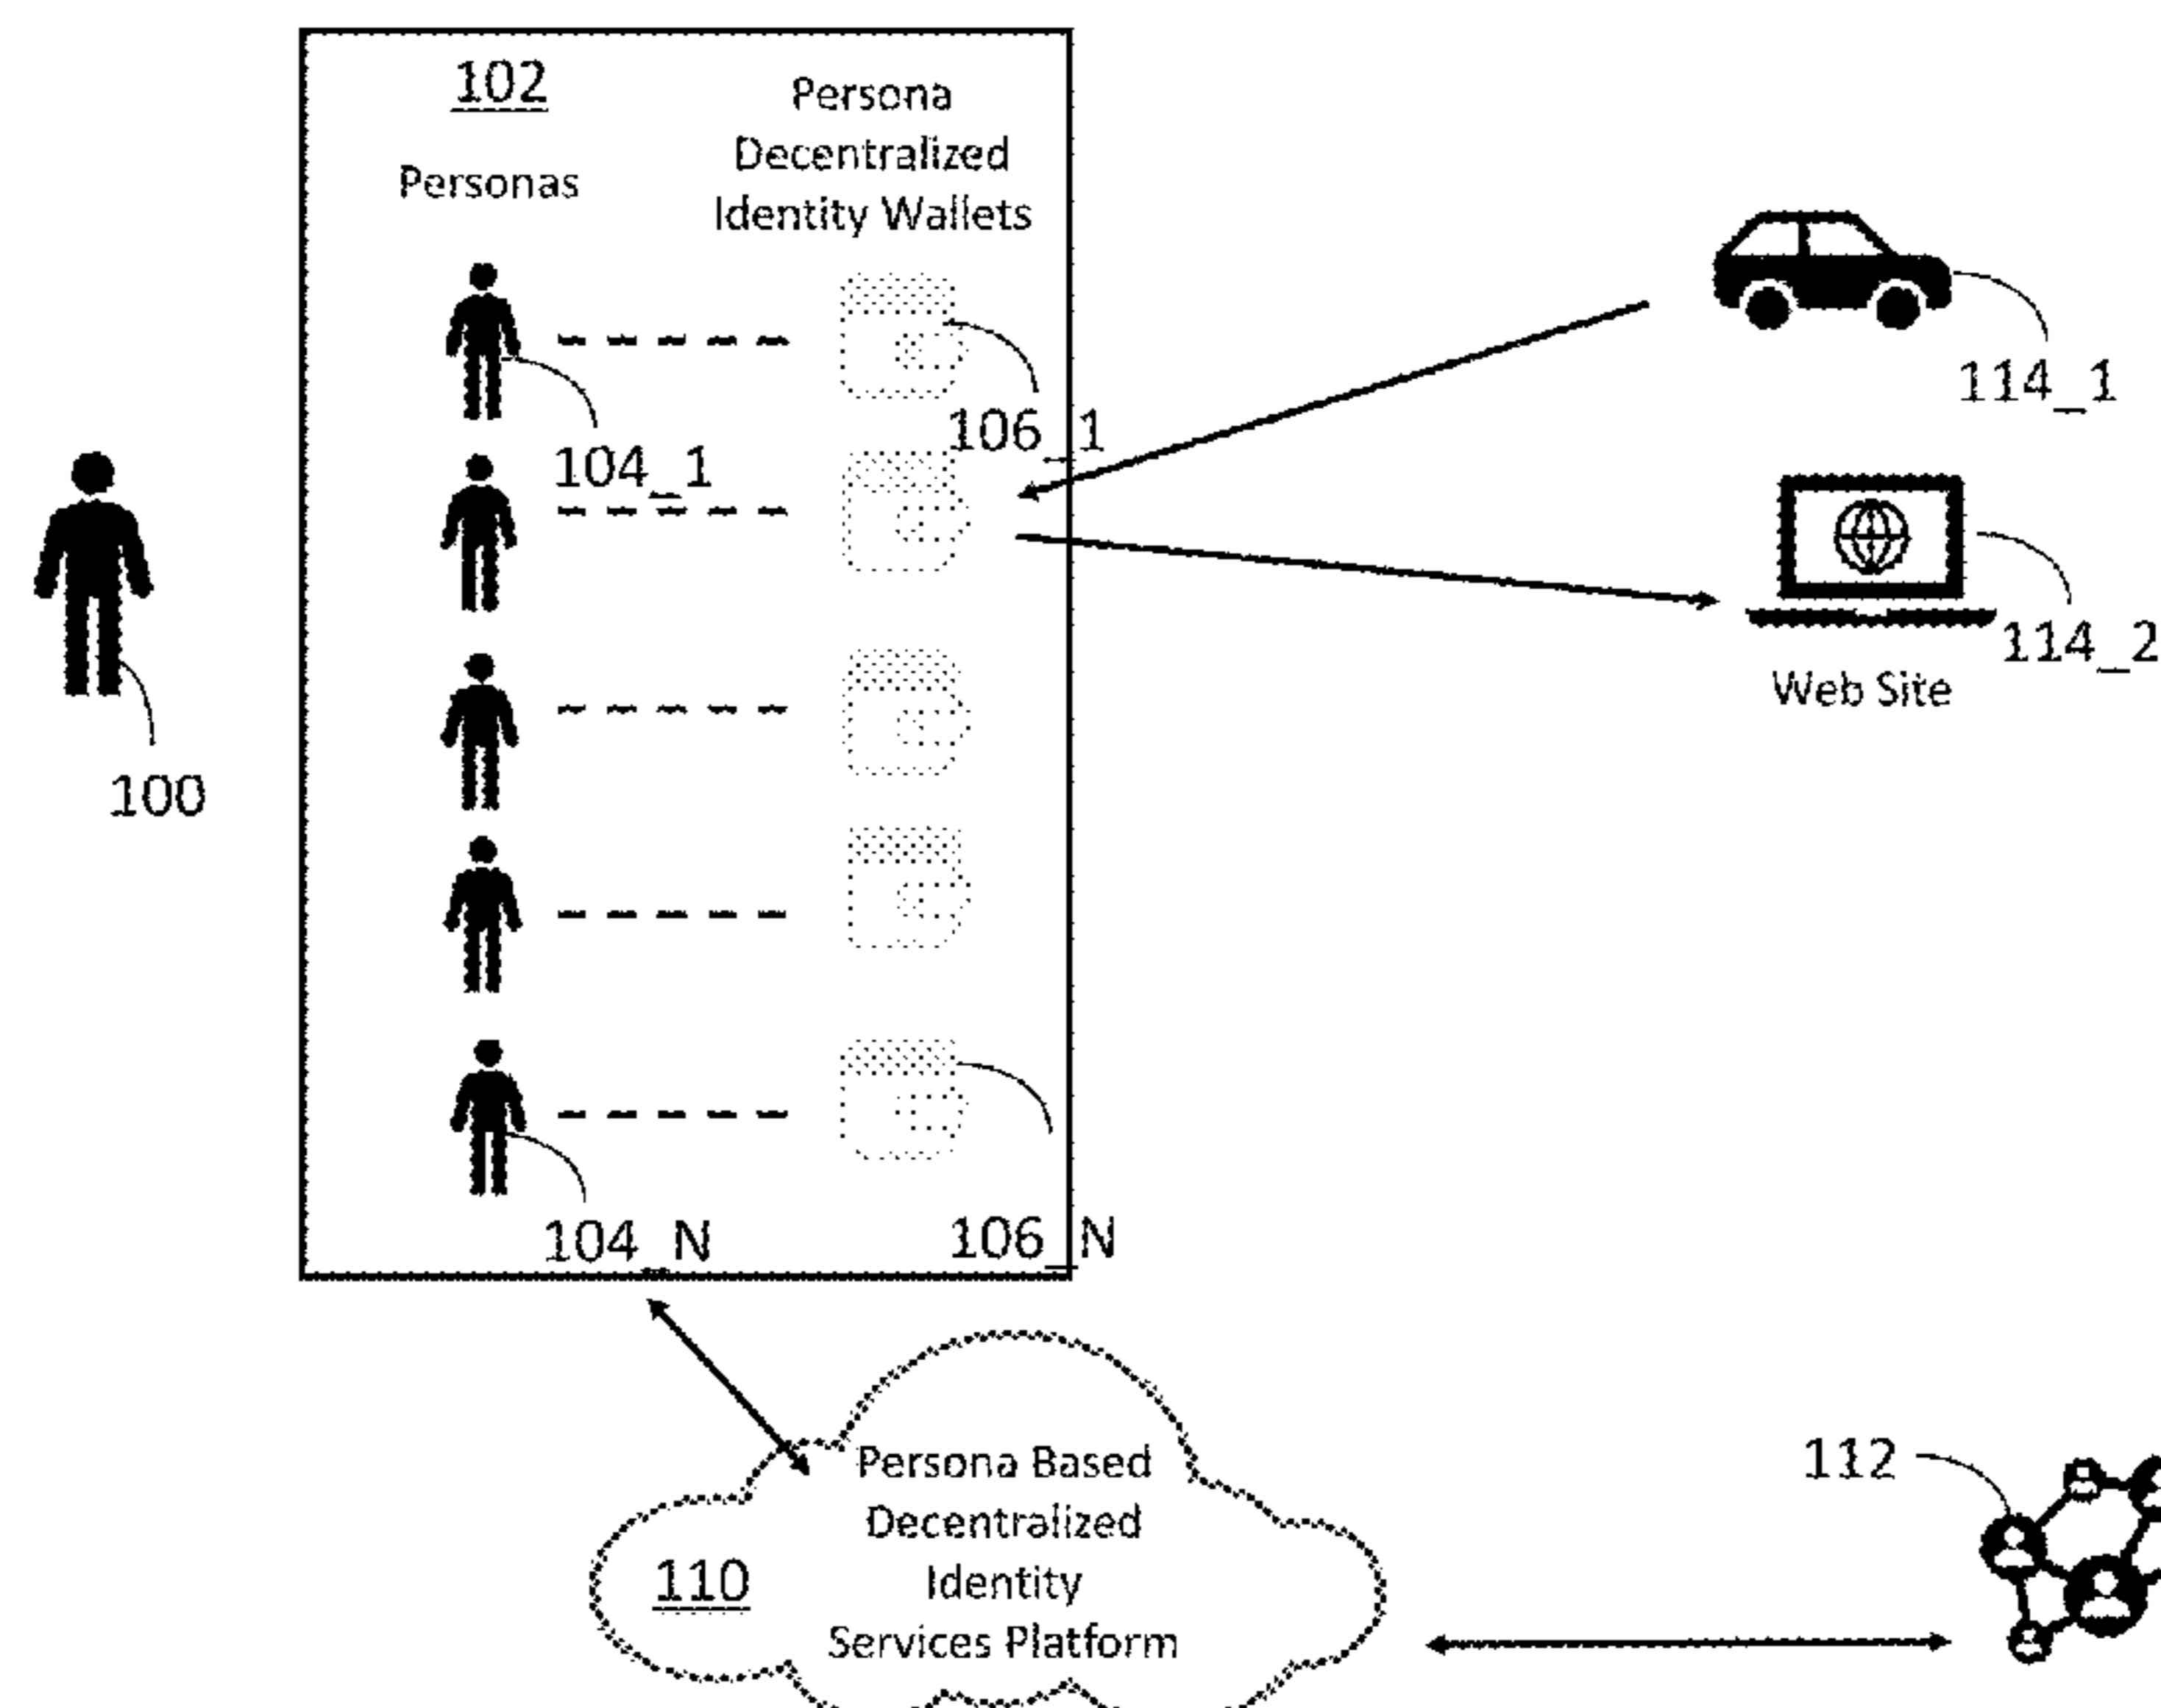 102
Personas
Persona
Decentralized
Identity Wallets
106_1
104_1
114_1
114_2
Web Site
100
104_N
106_N
Persona Based
Decentralized
Identity
Services Platform
110
112